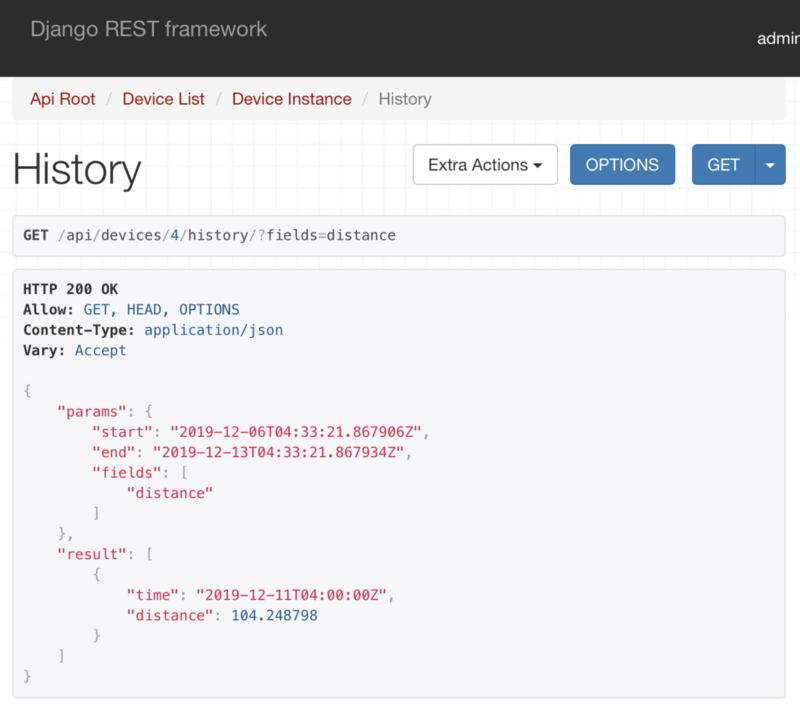 Django REST framework
admin
Api Root / Device List / Device Instance / History
History
Extra Actions
OPTIONS
GET
GET /api/devices/4/history/?fields=distance
HTTP 200 OK
Allow: GET, HEAD, OPTIONS
Content-Type: application/json
Vary: Accept
{
    "params": {
        "start": "2019-12-06T04:33:21.867906Z",
        "end": "2019-12-13T04:33:21.867934Z",
        "fields": [
            "distance"
        ]
    },
    "result": [
        {
            "time": "2019-12-11T04:00:00Z",
            "distance": 104.248798
        }
    ]
}